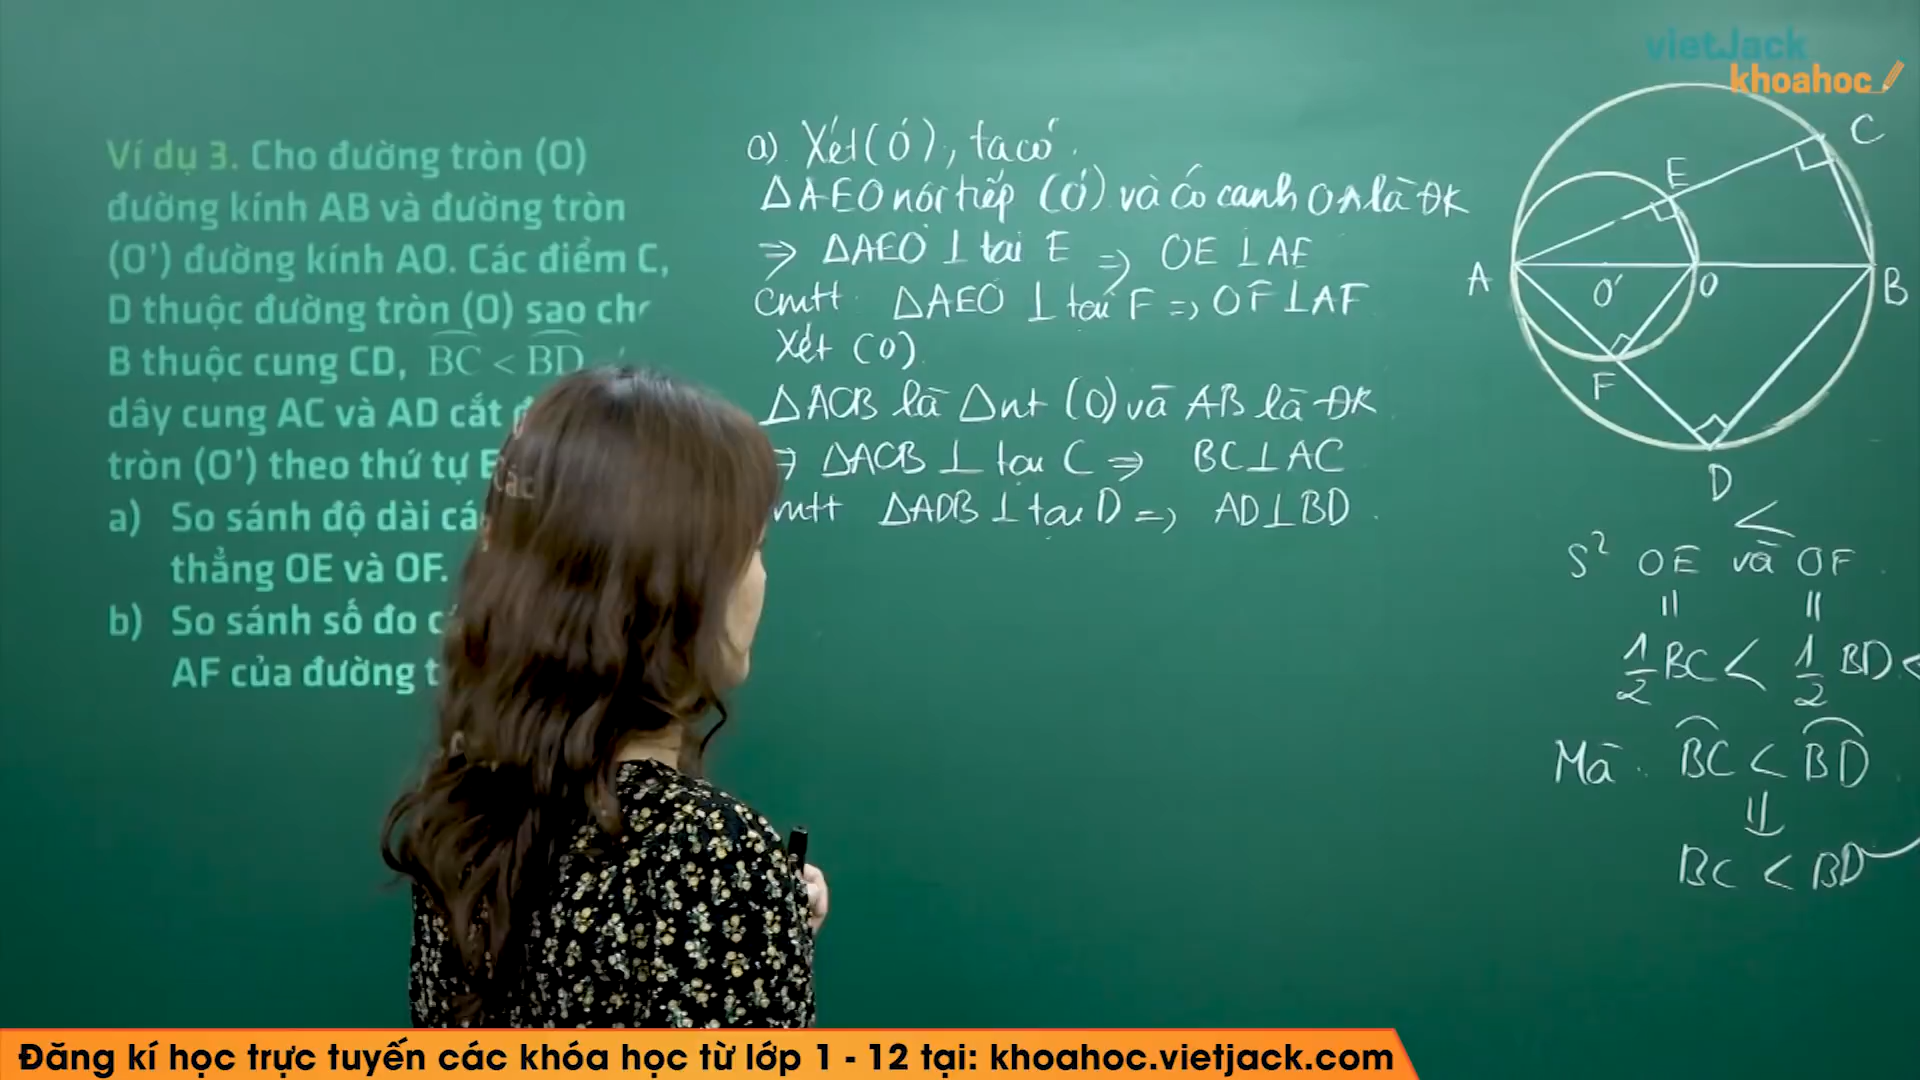 vietJack
khoahoc
Ví dụ 3. Cho đường tròn (O)
đường kính AB và đường tròn
(O') đường kính AO. Các điểm C,
D thuộc đường tròn (O) sao
B thuộc cung CD, BC < BD
dây cung AC và AD cắt
tròn (O') theo thứ tự
a) So sánh độ dài
thẳng OE và OF.
b) So sánh số đo
AF của đường
a) Xét (O'), ta có
ΔAEO nội tiếp (O') và có cạnh OA là ĐK
=> ΔAEO ⊥ tại E => OE ⊥ AE
cmtt ΔAEO ⊥ tại F => OF ⊥ AF
Xét (O)
ΔACB là Δnt (O) và AB là ĐK
ΔACB ⊥ tại C => BC ⊥ AC
ΔADB ⊥ tại D => AD ⊥ BD
C
E
A
O'
O
B
F
D
<
S² OE và OF
= =
1/2 BC < 1/2 BD <
Mà BC < BD
BC < BD
Đăng kí học trực tuyến các khóa học từ lớp 1 - 12 tại: khoahoc.vietjack.com